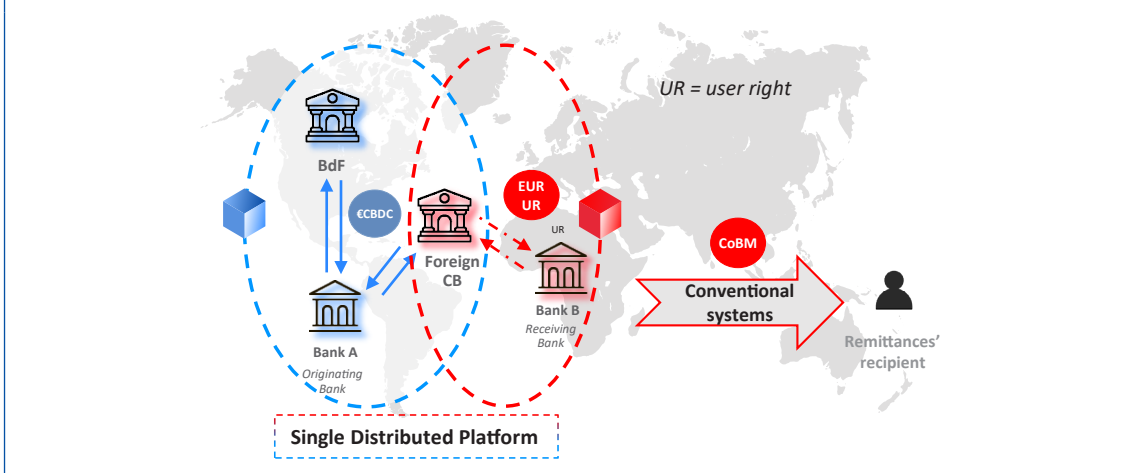 UR = user right
BdF
€CBDC
EUR
UR
UR
Foreign
CB
CoBM
Conventional
systems
Bank A
Originating
Bank
Bank B
Receiving
Bank
Remittances'
recipient
Single Distributed Platform